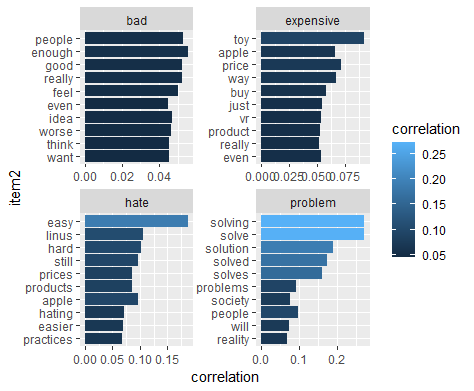 bad
expensive
people
enough
good
really
feel
even
idea
worse
think
want
0.00 0.02 0.04
toy
apple
price
way
buy
just
vr
product
really
even
0.00 0.025 0.050 0.075
hate
problem
easy
linus
hard
still
prices
products
apple
hating
easier
practices
0.00 0.05 0.10 0.15
solving
solve
solution
solved
solves
problems
society
people
will
reality
0.0 0.1 0.2
item2
correlation
correlation
0.25
0.20
0.15
0.10
0.05